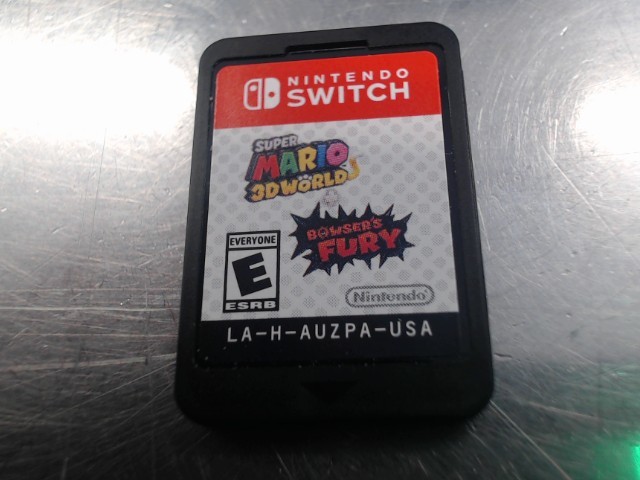 NINTENDO
SWITCH
SUPER
MARIO
3D WORLD
BOWSER'S
FURY
EVERYONE
E
ESRB
Nintendo
LA-H-AUZPA-USA